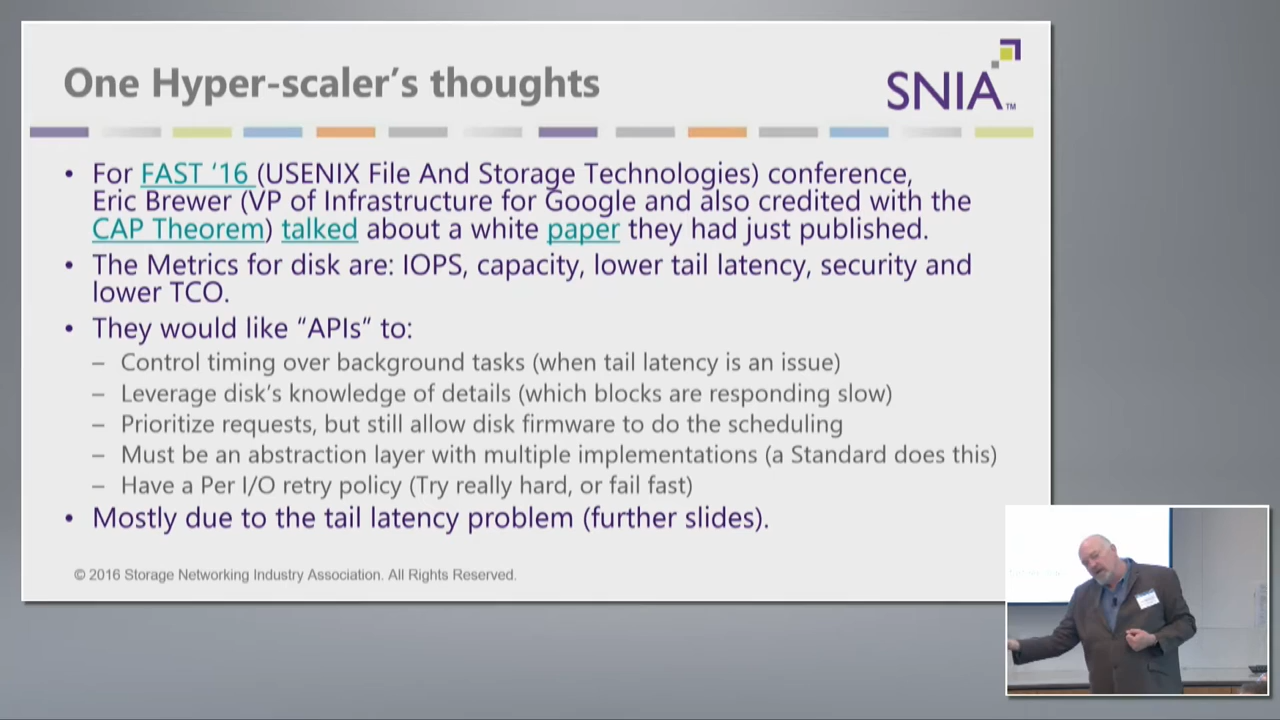 One Hyper-scaler's thoughts
SNIA™
• For FAST '16 (USENIX File And Storage Technologies) conference,
Eric Brewer (VP of Infrastructure for Google and also credited with the
CAP Theorem) talked about a white paper they had just published.
• The Metrics for disk are: IOPS, capacity, lower tail latency, security and
lower TCO.
• They would like “APIs” to:
– Control timing over background tasks (when tail latency is an issue)
– Leverage disk's knowledge of details (which blocks are responding slow)
– Prioritize requests, but still allow disk firmware to do the scheduling
– Must be an abstraction layer with multiple implementations (a Standard does this)
– Have a Per I/O retry policy (Try really hard, or fail fast)
• Mostly due to the tail latency problem (further slides).
© 2016 Storage Networking Industry Association. All Rights Reserved.